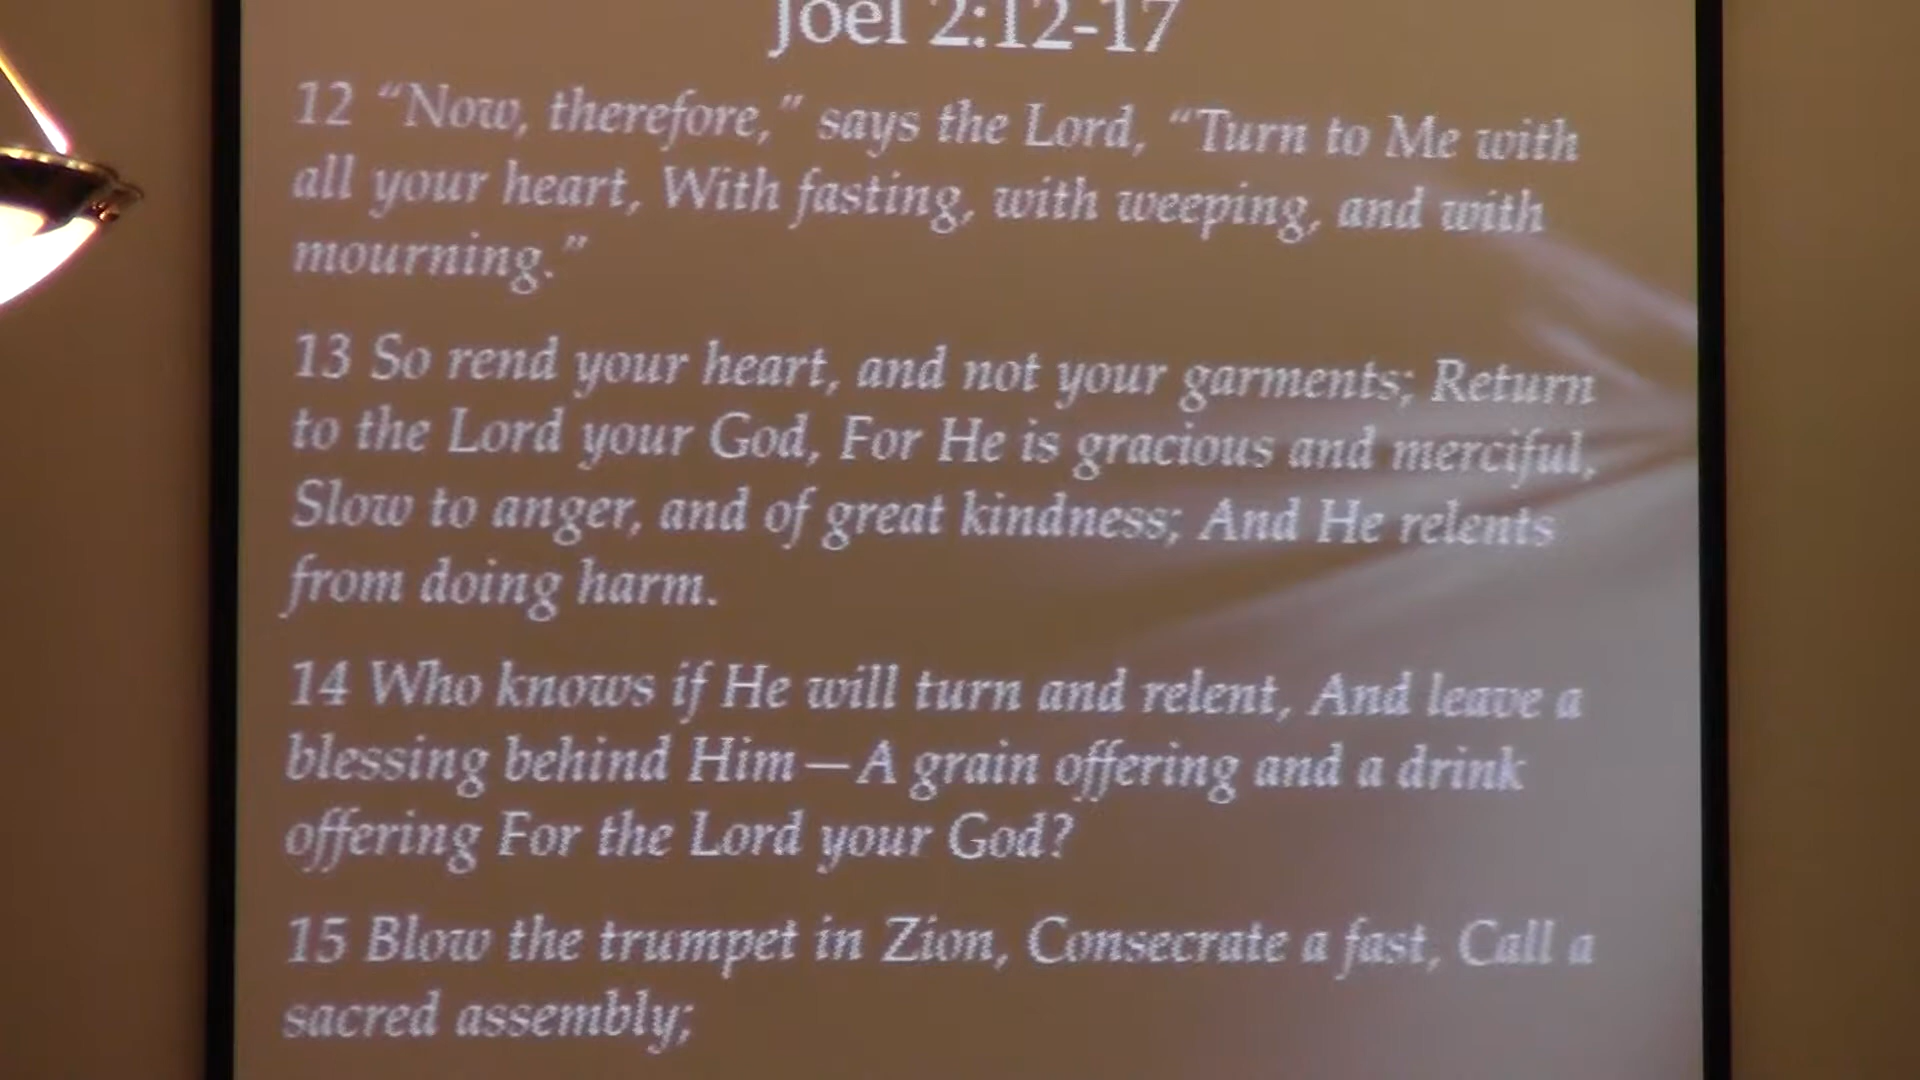 Joel 2:12-17
12 “Now, therefore,” says the Lord, “Turn to Me with
all your heart, With fasting, with weeping, and with
mourning.”
13 So rend your heart, and not your garments; Return
to the Lord your God, For He is gracious and merciful,
Slow to anger, and of great kindness; And He relents
from doing harm.
14 Who knows if He will turn and relent, And leave a
blessing behind Him—A grain offering and a drink
offering For the Lord your God?
15 Blow the trumpet in Zion, Consecrate a fast, Call a
sacred assembly;